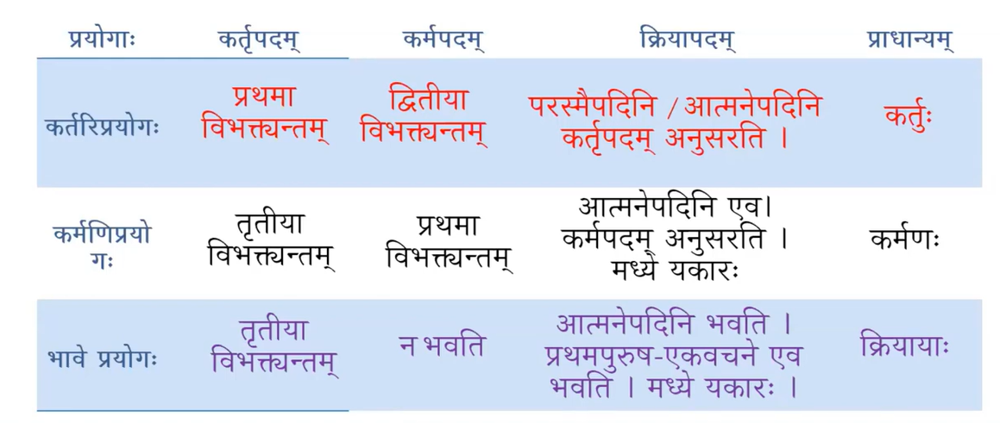 प्रयोगाः कर्तृपदम् कर्मपदम् क्रियापदम् प्राधान्यम्
कर्तरिप्रयोगः
प्रथमा
विभक्त्यन्तम्
द्वितीया
विभक्त्यन्तम्
परस्मैपदिनि / आत्मनेपदिनि
कर्तृपदम् अनुसरति ।
कर्तुः
कर्मणिप्रयो
गः
तृतीया
विभक्त्यन्तम्
प्रथमा
विभक्त्यन्तम्
आत्मनेपदिनि एव।
कर्मपदम् अनुसरति ।
मध्ये यकारः
कर्मणः
भावे प्रयोगः
तृतीया
विभक्त्यन्तम्
न भवति
आत्मनेपदिनि भवति ।
प्रथमपुरुष-एकवचने एव
भवति । मध्ये यकारः ।
क्रियायाः